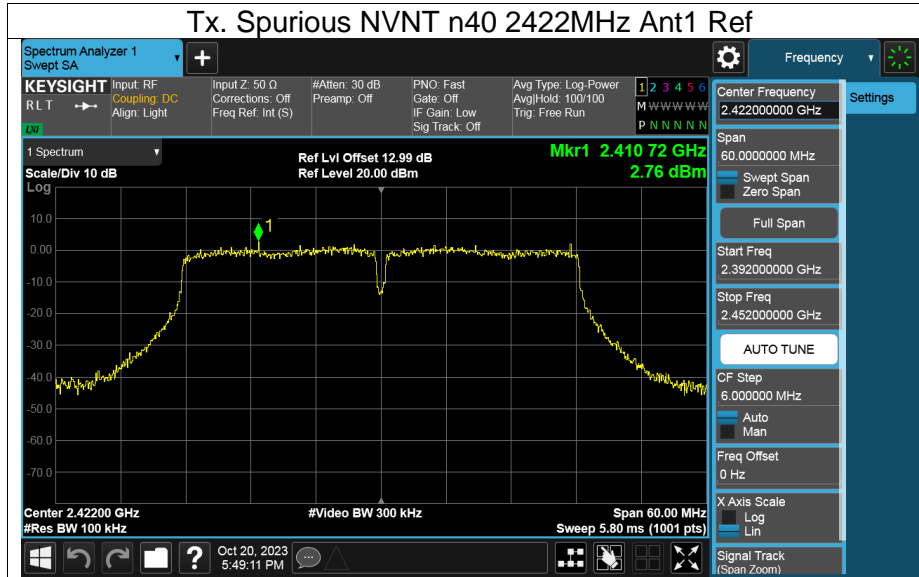 Tx. Spurious NVNT n40 2422MHz Ant1 Ref
Spectrum Analyzer 1
Swept SA
+
Frequency
KEYSIGHT
R L T
LXI
Input: RF
Coupling: DC
Align: Light
Input Z: 50 Ω
Corrections: Off
Freq Ref: Int (S)
#Atten: 30 dB
Preamp: Off
PNO: Fast
Gate: Off
IF Gain: Low
Sig Track: Off
Avg Type: Log-Power
Avg|Hold: 100/100
Trig: Free Run
1 2 3 4 5 6
M W W W W W
P N N N N N
1 Spectrum
Scale/Div 10 dB
Log
Ref Lvl Offset 12.99 dB
Ref Level 20.00 dBm
Mkr1 2.410 72 GHz
2.76 dBm
1
10.0
0.00
-10.0
-20.0
-30.0
-40.0
-50.0
-60.0
-70.0
Center 2.42200 GHz
#Res BW 100 kHz
#Video BW 300 kHz
Span 60.00 MHz
Sweep 5.80 ms (1001 pts)
Center Frequency
2.422000000 GHz
Settings
Span
60.0000000 MHz
Swept Span
Zero Span
Full Span
Start Freq
2.392000000 GHz
Stop Freq
2.452000000 GHz
AUTO TUNE
CF Step
6.000000 MHz
Auto
Man
Freq Offset
0 Hz
X Axis Scale
Log
Lin
Signal Track
(Span Zoom)
?
Oct 20, 2023
5:49:11 PM